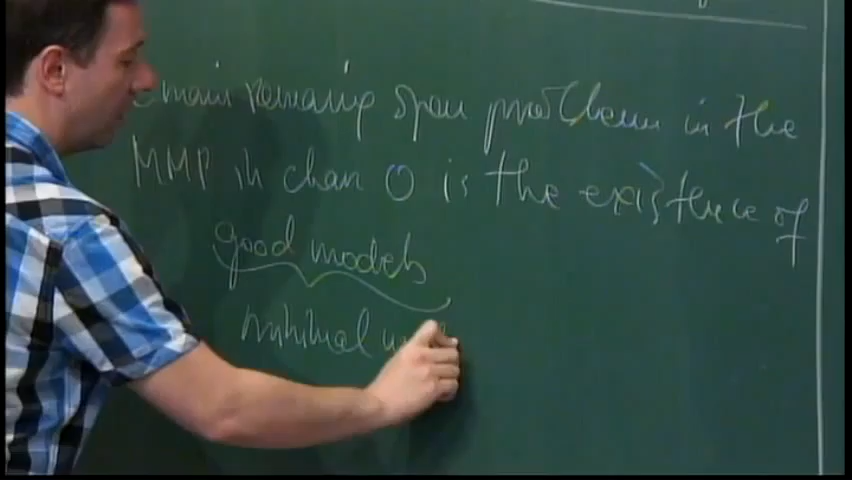 main remaining open problem in the
MMP in char 0 is the existence of
good models
minimal